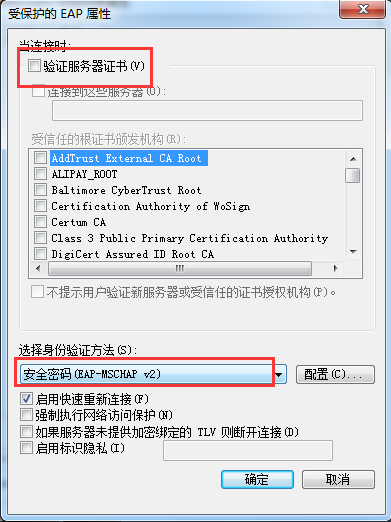 受保护的 EAP 属性
当连接时:
验证服务器证书(V)
连接到这些服务器(O):
受信任的根证书颁发机构(R):
AddTrust External CA Root
ALIPAY_ROOT
Baltimore CyberTrust Root
Certification Authority of WoSign
Certum CA
Class 3 Public Primary Certification Authority
DigiCert Assured ID Root CA
不提示用户验证新服务器或受信任的证书授权机构(P)。
选择身份验证方法(S):
安全密码(EAP-MSCHAP v2)
配置(C)...
启用快速重新连接(F)
强制执行网络访问保护(N)
如果服务器未提供加密绑定的 TLV 则断开连接(D)
启用标识隐私(I)
确定
取消